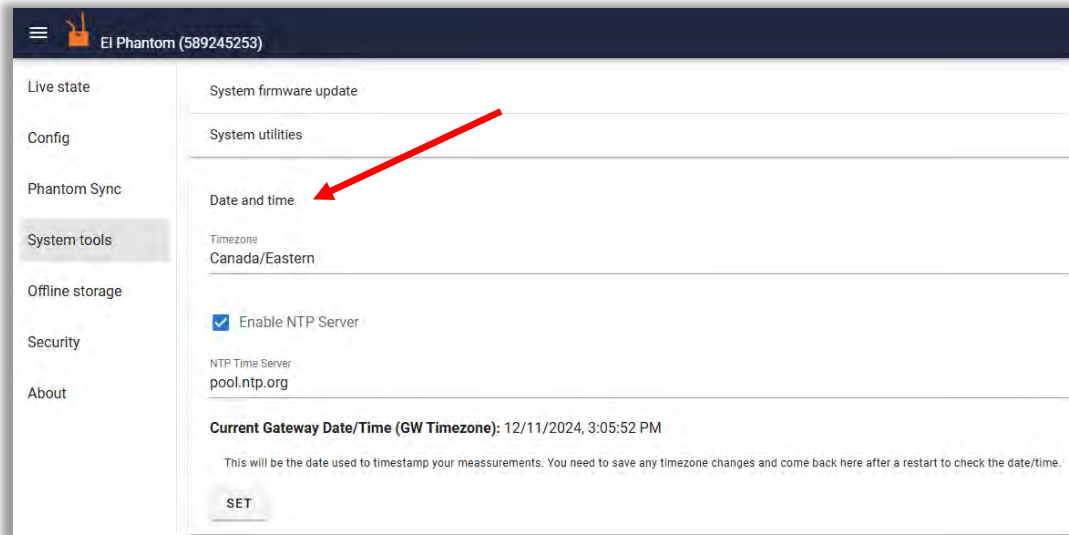 El Phantom (589245253)
Live state
Config
Phantom Sync
System tools
Offline storage
Security
About
System firmware update
System utilities
Date and time
Timezone
Canada/Eastern
Enable NTP Server
NTP Time Server
pool.ntp.org
Current Gateway Date/Time (GW Timezone): 12/11/2024, 3:05:52 PM
This will be the date used to timestamp your meassurements. You need to save any timezone changes and come back here after a restart to check the date/time.
SET